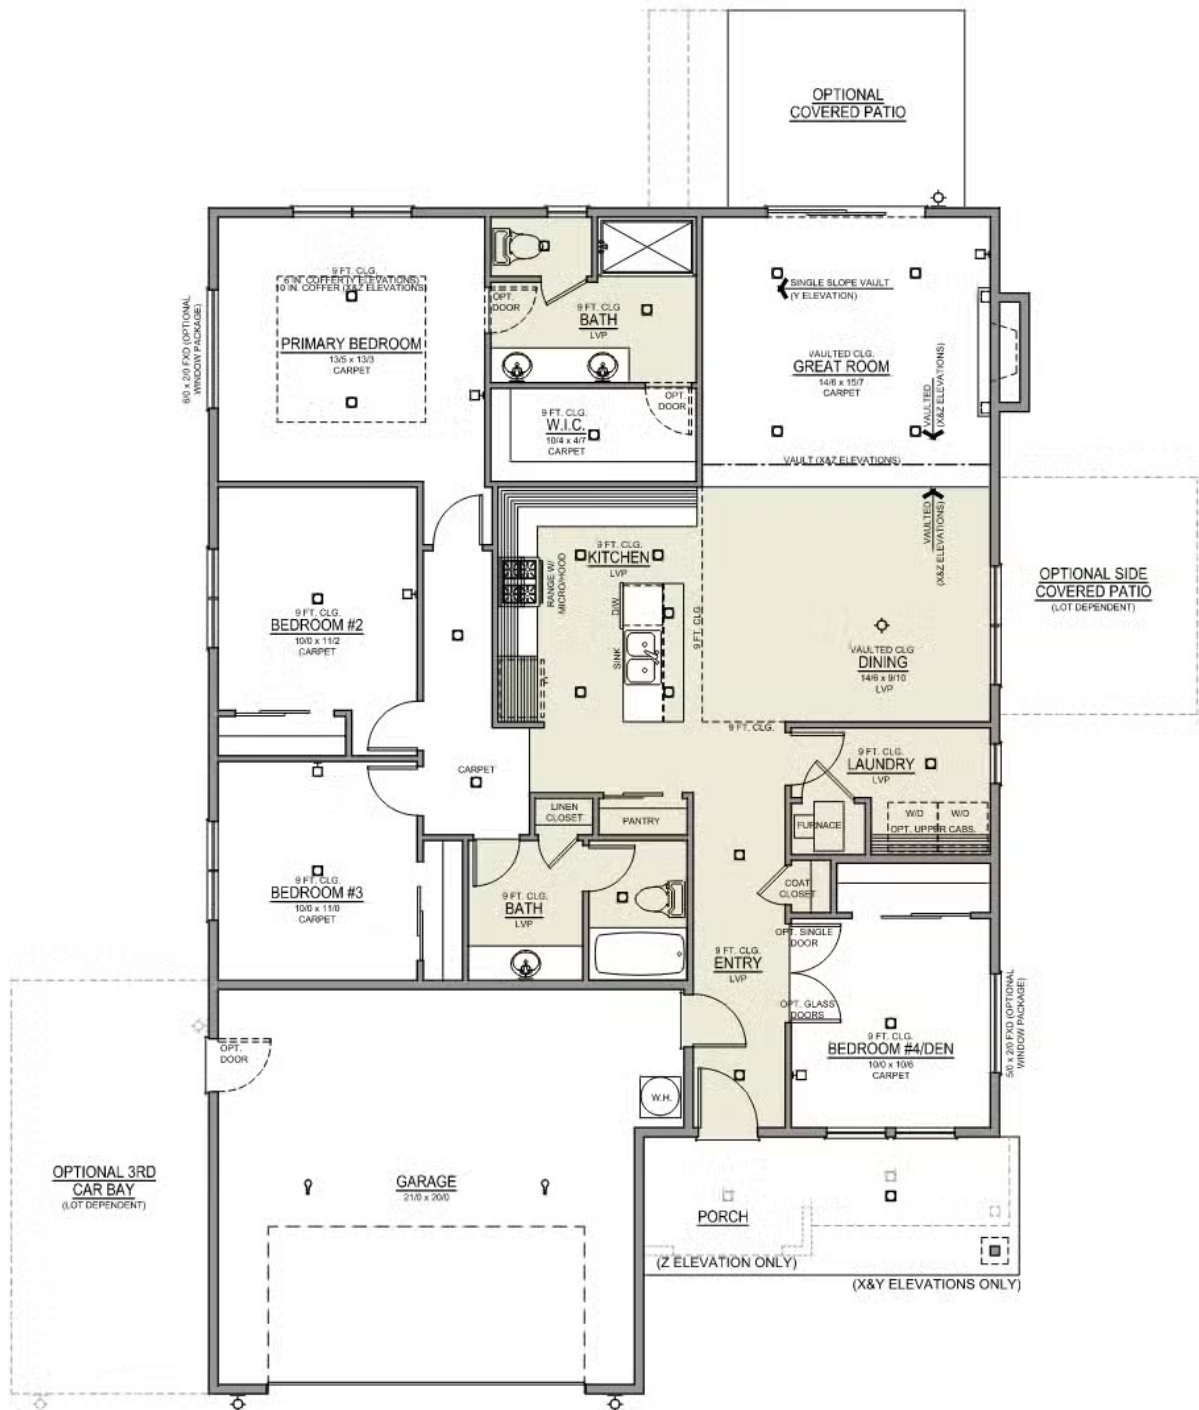 OPTIONAL
COVERED PATIO
9 FT. CLG.
6 IN. COFFER (Y ELEVATIONS)
0 IN. COFFER (X&Z ELEVATIONS)
PRIMARY BEDROOM
13/5 x 13/3
CARPET
6/0 x 2/0 FXD (OPTIONAL
WINDOW PACKAGE)
OPT.
DOOR
9 FT. CLG
BATH
LVP
9 FT. CLG.
W.I.C.
10/4 x 4/7
CARPET
OPT.
DOOR
SINGLE SLOPE VAULT
(Y ELEVATION)
VAULTED CLG.
GREAT ROOM
14/6 x 15/7
CARPET
VAULTED
(X&Z ELEVATIONS)
VAULT (X&Z ELEVATIONS)
VAULTED
(X&Z ELEVATIONS)
9 FT. CLG.
KITCHEN
LVP
RANGE W/
MICRO/HOOD
D/W
SINK
9 FT. CLG.
VAULTED CLG
DINING
14/6 x 9/10
LVP
9 FT. CLG.
OPTIONAL SIDE
COVERED PATIO
(LOT DEPENDENT)
9 FT. CLG.
BEDROOM #2
10/0 x 11/2
CARPET
CARPET
9 FT. CLG.
LAUNDRY
LVP
W/D
W/D
OPT. UPPER CABS.
FURNACE
LINEN
CLOSET
PANTRY
9 FT. CLG.
BEDROOM #3
10/0 x 11/0
CARPET
9 FT. CLG.
BATH
LVP
COAT
CLOSET
9 FT. CLG.
ENTRY
LVP
OPT. SINGLE
DOOR
OPT. GLASS
DOORS
9 FT. CLG.
BEDROOM #4/DEN
10/0 x 10/6
CARPET
5/0 x 2/0 FXD (OPTIONAL
WINDOW PACKAGE)
OPT.
DOOR
W.H.
OPTIONAL 3RD
CAR BAY
(LOT DEPENDENT)
GARAGE
21/0 x 20/0
PORCH
(Z ELEVATION ONLY)
(X&Y ELEVATIONS ONLY)